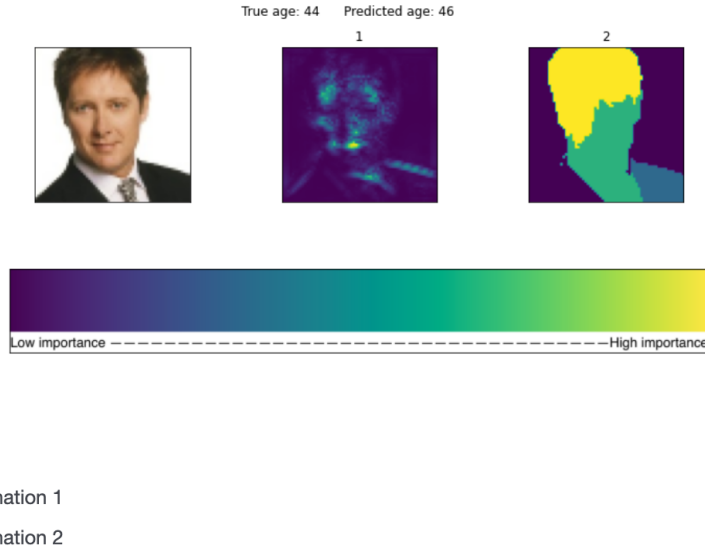 True age: 44 Predicted age: 46
1
2
Low importance ————————————————————————————————————— High importance
nation 1
nation 2